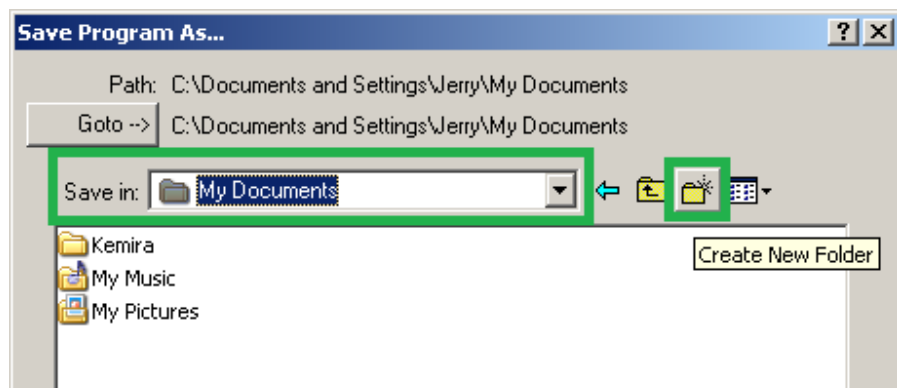 Save Program As...
Path: C:\Documents and Settings\Jerry\My Documents
Goto --> C:\Documents and Settings\Jerry\My Documents
Save in: My Documents
Create New Folder
Kemira
My Music
My Pictures